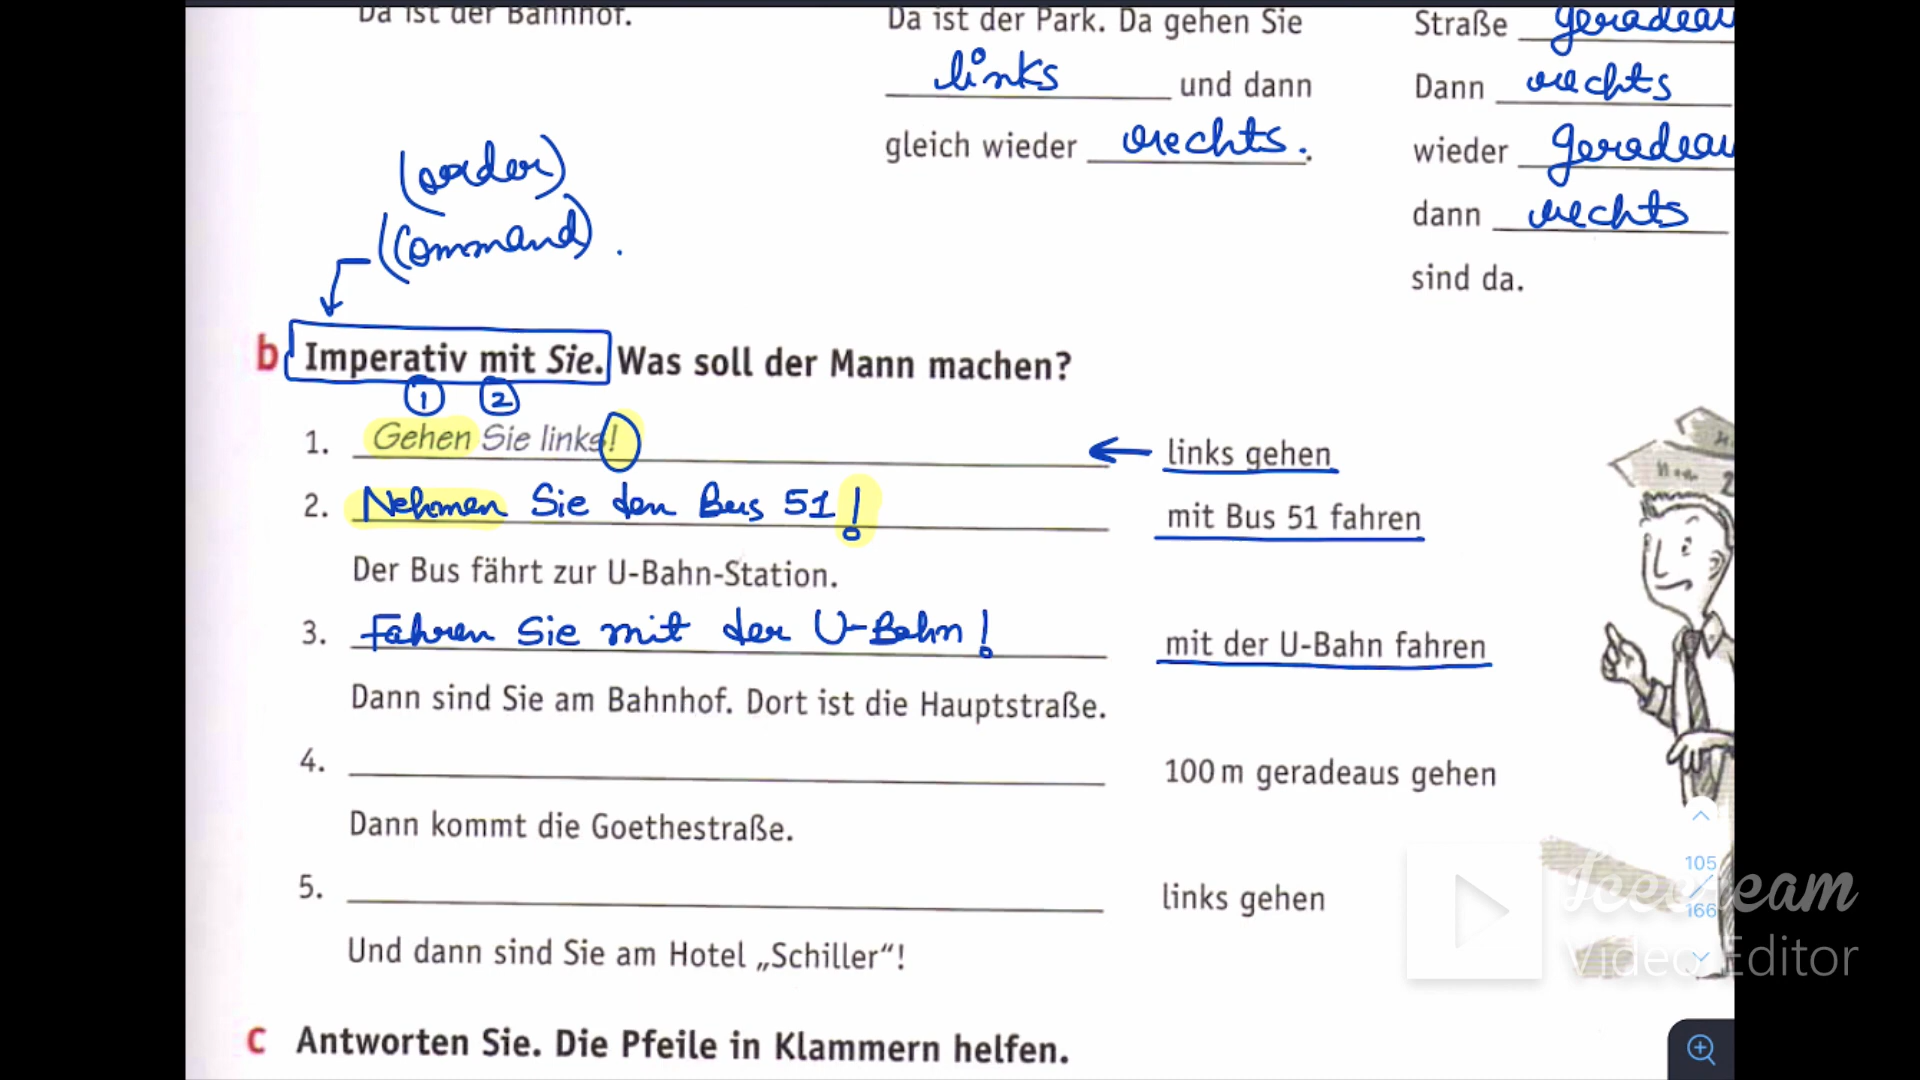 Da ist der Bahnhof.
Da ist der Park. Da gehen Sie
links und dann
gleich wieder rechts.
Straße geradeau
Dann rechts
wieder geradeau
dann rechts
sind da.
(order)
(Command).
b Imperativ mit Sie. Was soll der Mann machen?
1 2
1. Gehen Sie links! links gehen
2. Nehmen Sie den Bus 51! mit Bus 51 fahren
Der Bus fährt zur U-Bahn-Station.
3. Fahren Sie mit der U-Bahn! mit der U-Bahn fahren
Dann sind Sie am Bahnhof. Dort ist die Hauptstraße.
4. 100 m geradeaus gehen
Dann kommt die Goethestraße.
5. links gehen
Und dann sind Sie am Hotel „Schiller“!
105
166
Video Editor
c Antworten Sie. Die Pfeile in Klammern helfen.